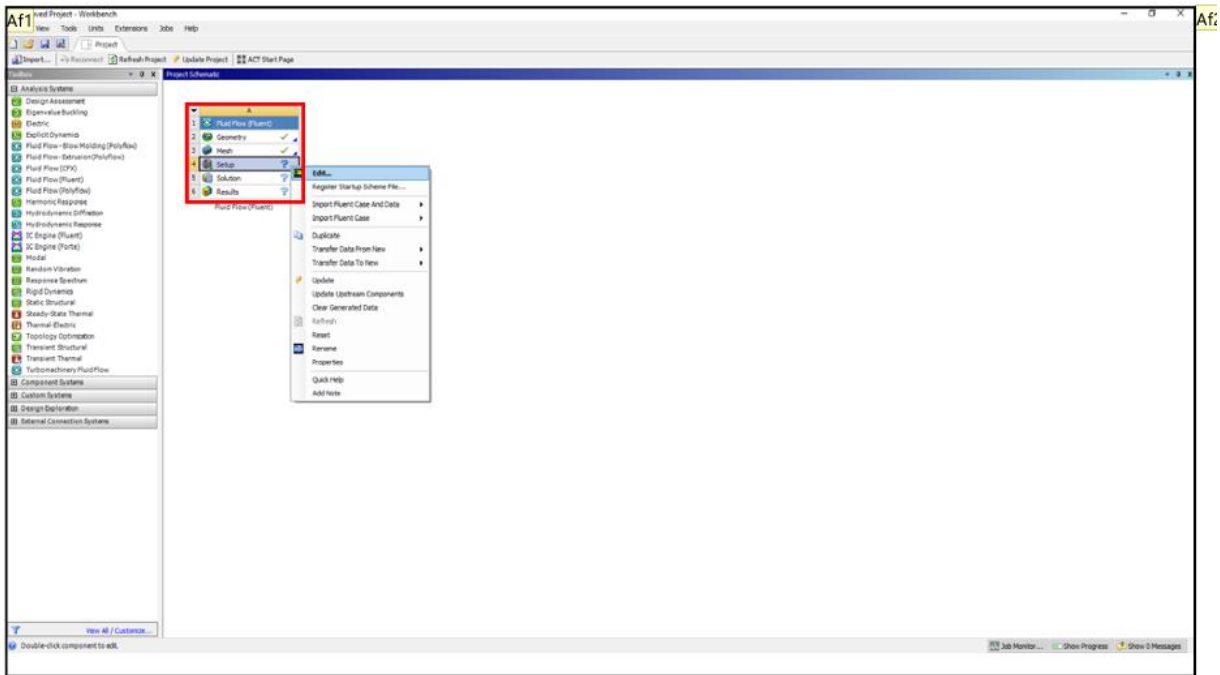 Af1
ved Project - Workbench
Af2
View Tools Units Extensions Jobs Help
Project
Import... Reconnect Refresh Project Update Project ACT Start Page
Toolbox
Project Schematic
Analysis Systems
Design Assessment
Eigenvalue Buckling
Electric
Explicit Dynamics
Fluid Flow - Blow Molding (Polyflow)
Fluid Flow - Extrusion (Polyflow)
Fluid Flow (CFX)
Fluid Flow (Fluent)
Fluid Flow (Polyflow)
Harmonic Response
Hydrodynamic Diffraction
Hydrodynamic Response
IC Engine (Fluent)
IC Engine (Forte)
Modal
Random Vibration
Response Spectrum
Rigid Dynamics
Static Structural
Steady-State Thermal
Thermal-Electric
Topology Optimization
Transient Structural
Transient Thermal
Turbomachinery Fluid Flow
Component Systems
Custom Systems
Design Exploration
External Connection Systems
View All / Customize...
A
1 Fluid Flow (Fluent)
2 Geometry
3 Mesh
4 Setup ?
5 Solution ?
6 Results ?
Fluid Flow (Fluent)
Edit...
Register Startup Scheme File...
Import Fluent Case And Data
Import Fluent Case
Duplicate
Transfer Data From New
Transfer Data To New
Update
Update Upstream Components
Clear Generated Data
Refresh
Reset
Rename
Properties
Quick Help
Add Note
Double-click component to edit.
Job Monitor... Show Progress Show 0 Messages